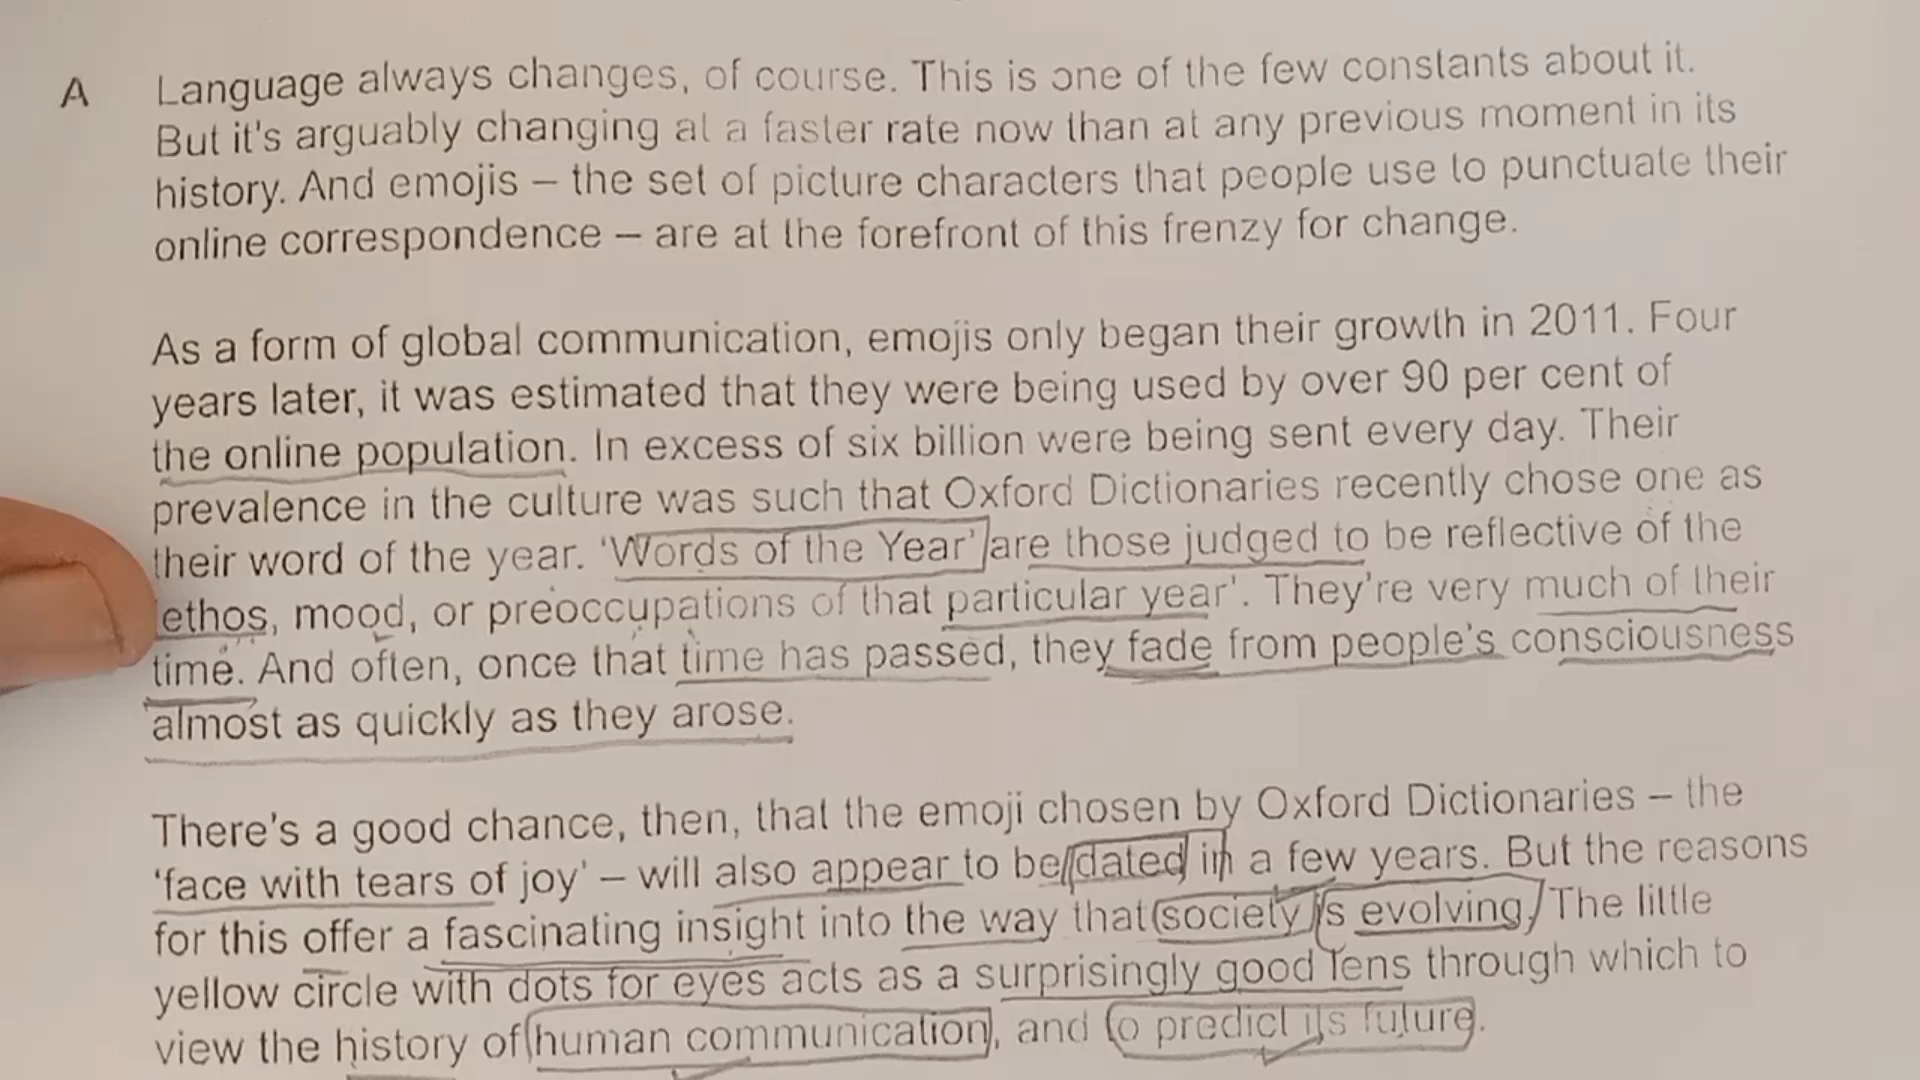 A Language always changes, of course. This is one of the few constants about it.
But it's arguably changing at a faster rate now than at any previous moment in its
history. And emojis – the set of picture characters that people use to punctuate their
online correspondence – are at the forefront of this frenzy for change.
As a form of global communication, emojis only began their growth in 2011. Four
years later, it was estimated that they were being used by over 90 per cent of
the online population. In excess of six billion were being sent every day. Their
prevalence in the culture was such that Oxford Dictionaries recently chose one as
their word of the year. 'Words of the Year' are those judged to be reflective of the
ethos, mood, or preoccupations of that particular year'. They're very much of their
time. And often, once that time has passed, they fade from people's consciousness
almost as quickly as they arose.
There's a good chance, then, that the emoji chosen by Oxford Dictionaries – the
'face with tears of joy' – will also appear to be dated in a few years. But the reasons
for this offer a fascinating insight into the way that society is evolving. The little
yellow circle with dots for eyes acts as a surprisingly good lens through which to
view the history of human communication, and to predict its future.